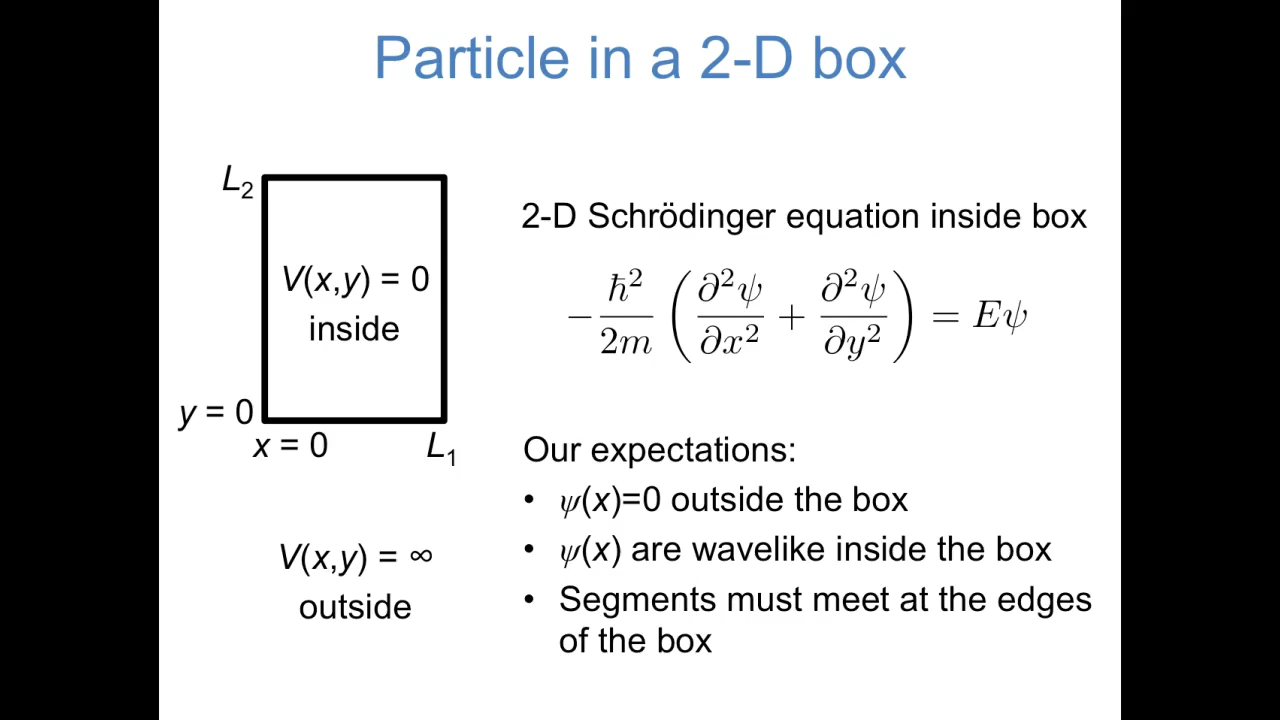 Particle in a 2-D box
L₂
V(x,y) = 0
inside
y = 0
x = 0
L₁
V(x,y) = ∞
outside
2-D Schrödinger equation inside box
−ħ²/2m (∂²ψ/∂x² + ∂²ψ/∂y²) = Eψ
Our expectations:
• ψ(x)=0 outside the box
• ψ(x) are wavelike inside the box
• Segments must meet at the edges
of the box